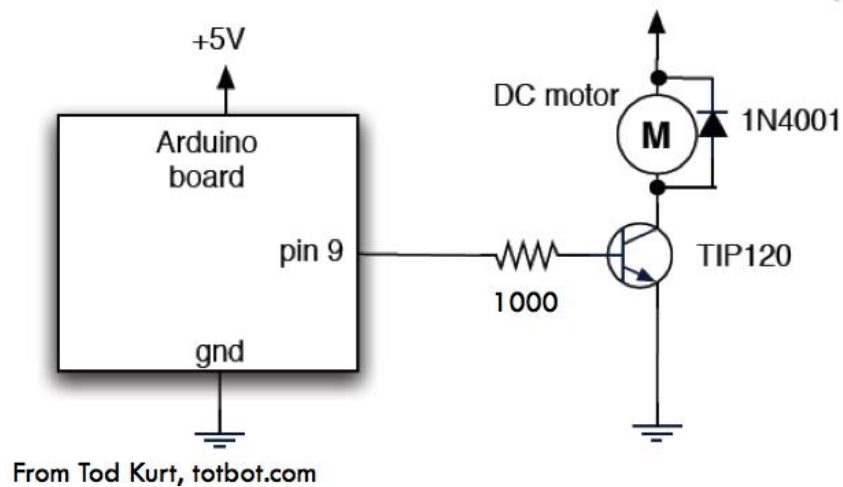 +5V
Arduino
board
pin 9
gnd
1000
DC motor
M
1N4001
TIP120
From Tod Kurt, totbot.com